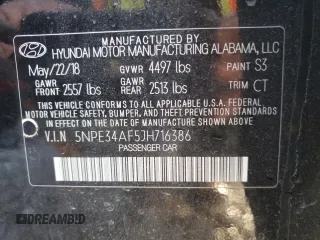 MANUFACTURED BY
HYUNDAI MOTOR MANUFACTURING ALABAMA, LLC
May/22/18 GVWR 4497 lbs PAINT S3
GAWR FRONT 2557 lbs GAWR REAR 2513 lbs TRIM CT
THIS VEHICLE CONFORMS TO ALL APPLICABLE U.S.
FEDERAL MOTOR VEHICLE SAFETY AND
BUMPER, AND THEFT PREVENTION STANDARDS
IN EFFECT ON THE DATE OF MANUFACTURE SHOWN ABOVE.
V.I.N 5NPE34AF5JH716386
PASSENGER CAR
©DREAMBID